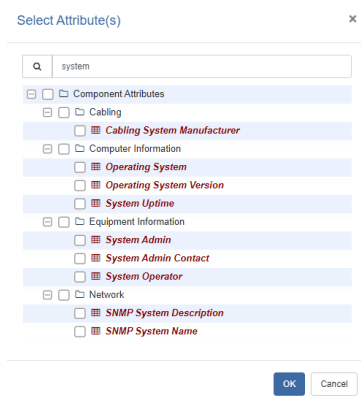 Select Attribute(s)
×
system
Component Attributes
Cabling
Cabling System Manufacturer
Computer Information
Operating System
Operating System Version
System Uptime
Equipment Information
System Admin
System Admin Contact
System Operator
Network
SNMP System Description
SNMP System Name
OK Cancel